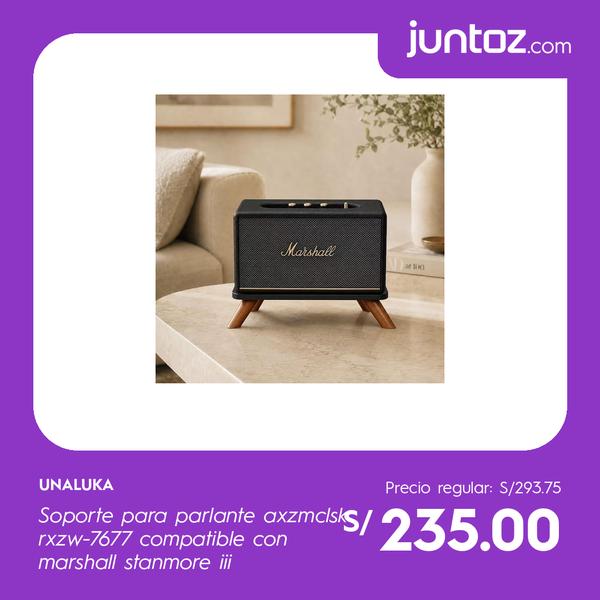 juntoz.com
Marshall
UNALUKA
Precio regular: S/293.75
Soporte para parlante axzmclsk
rxzw-7677 compatible con
marshall stanmore iii
S/ 235.00